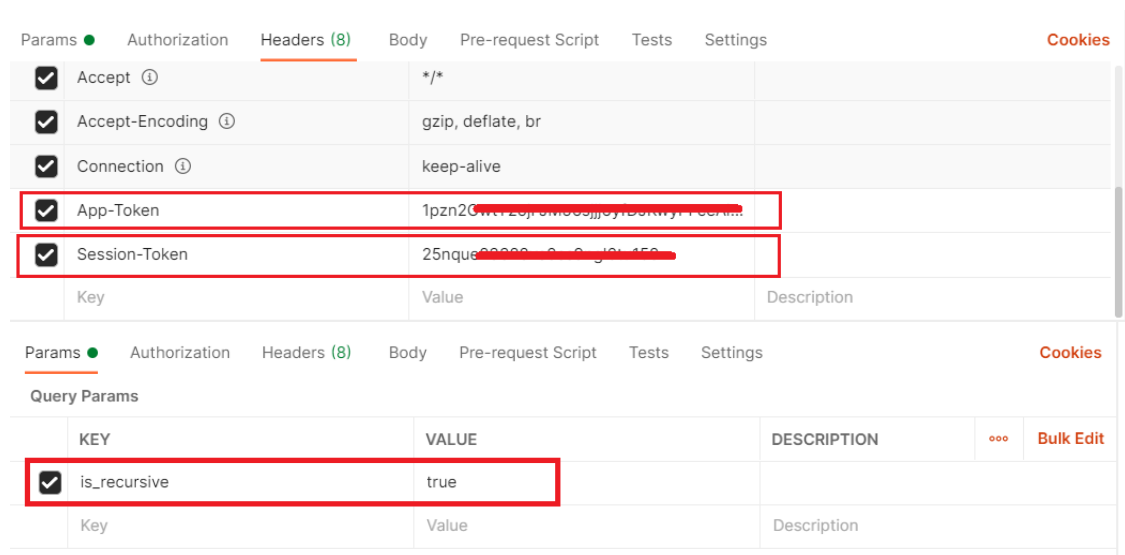 Params Authorization Headers (8) Body Pre-request Script Tests Settings Cookies
Accept */*
Accept-Encoding gzip, deflate, br
Connection keep-alive
App-Token
Session-Token
Key Value Description
Params Authorization Headers (8) Body Pre-request Script Tests Settings Cookies
Query Params
KEY VALUE DESCRIPTION ooo Bulk Edit
is_recursive true
Key Value Description